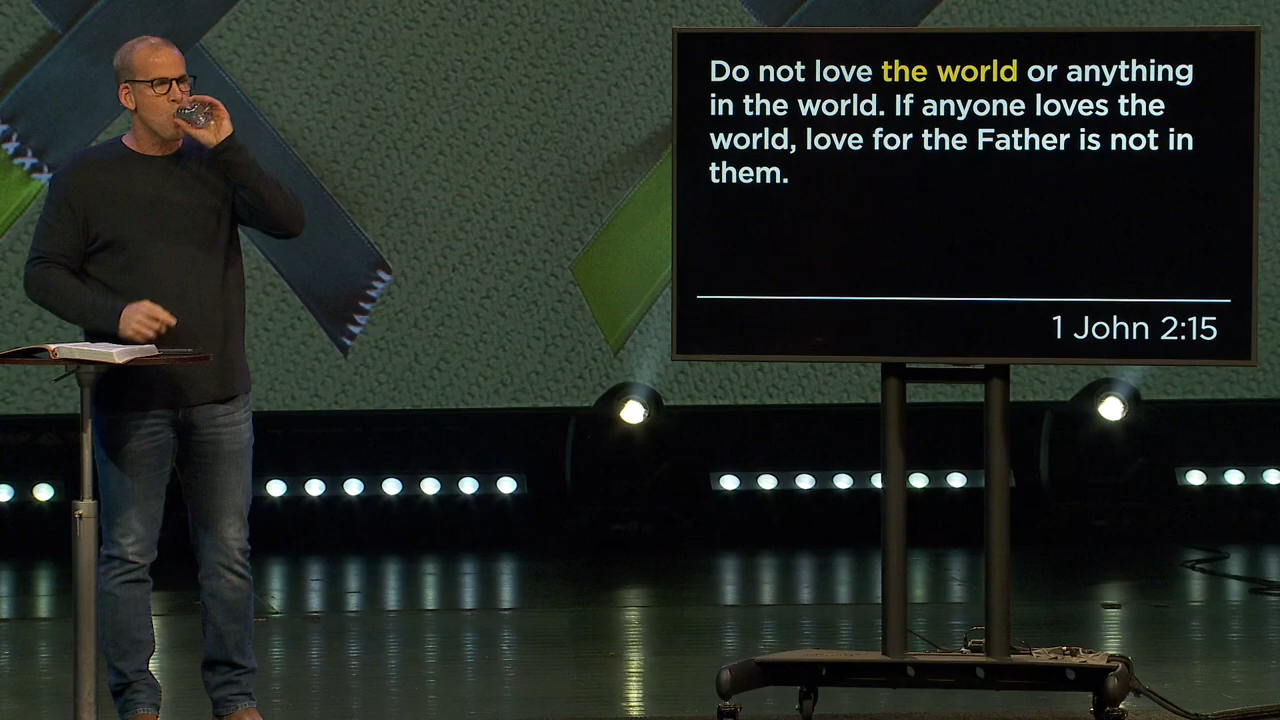 Do not love the world or anything
in the world. If anyone loves the
world, love for the Father is not in
them.
1 John 2:15